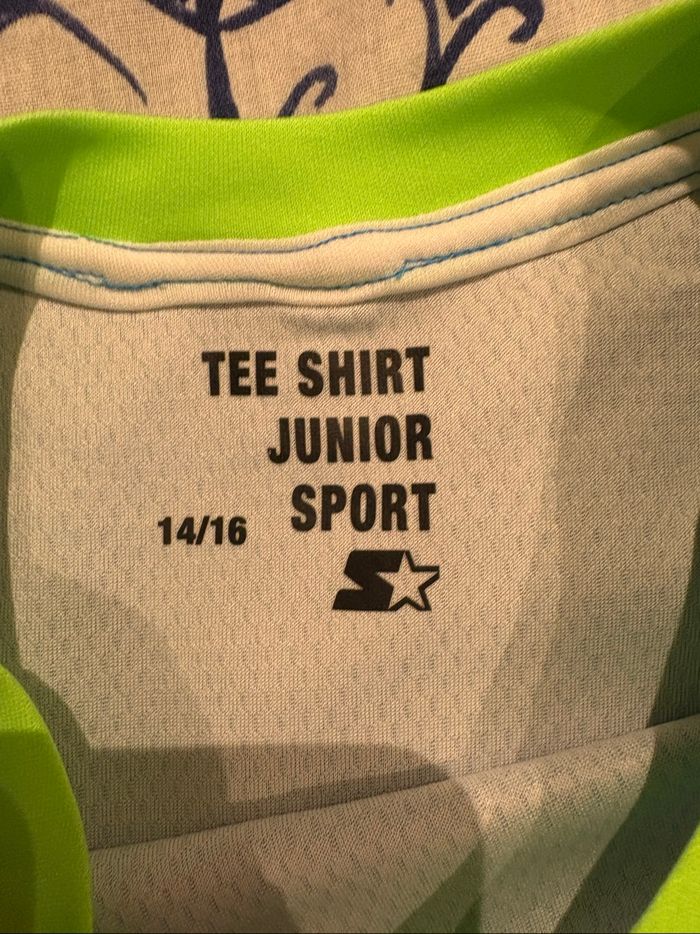 TEE SHIRT
JUNIOR
SPORT
14/16